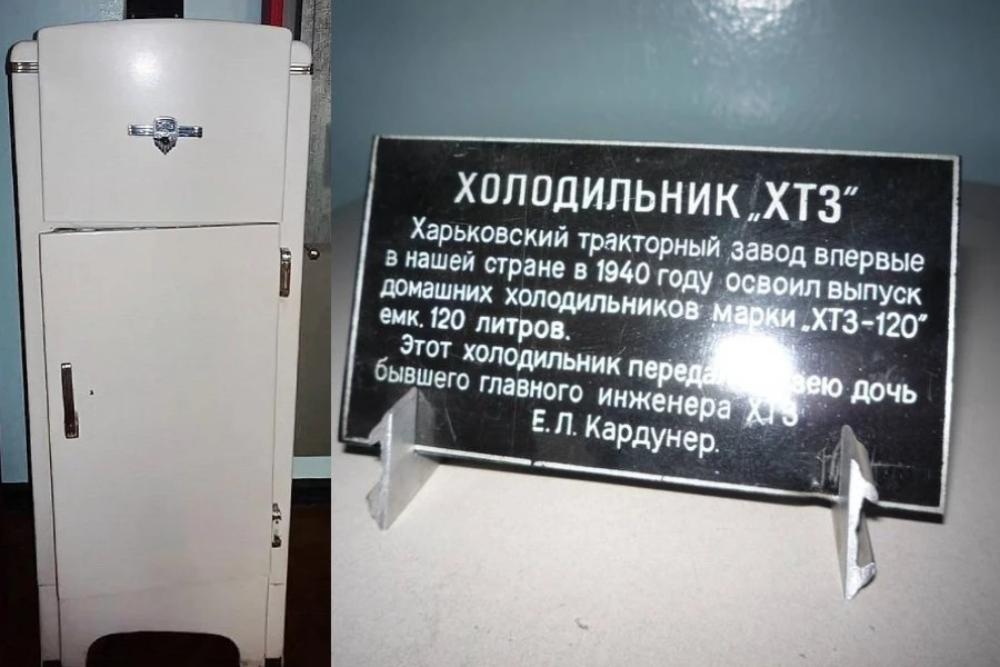 ХОЛОДИЛЬНИК „ХТЗ“
Харьковский тракторный завод впервые
в нашей стране в 1940 году освоил выпуск
домашних холодильников марки „ХТЗ-120“
емк. 120 литров.
Этот холодильник дочь
бывшего главного инженера ХТЗ
Е.Л. Кардунер.